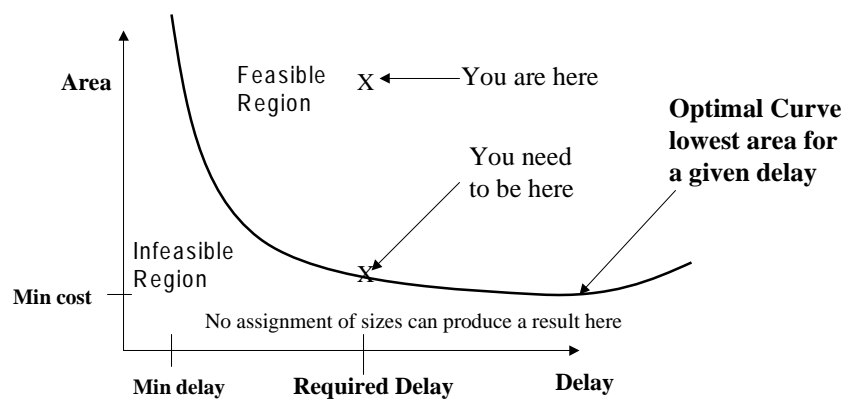 Area
Feasible
Region
X
You are here
Optimal Curve
lowest area for
a given delay
You need
to be here
Infeasible
Region
X
Min cost
No assignment of sizes can produce a result here
Min delay
Required Delay
Delay